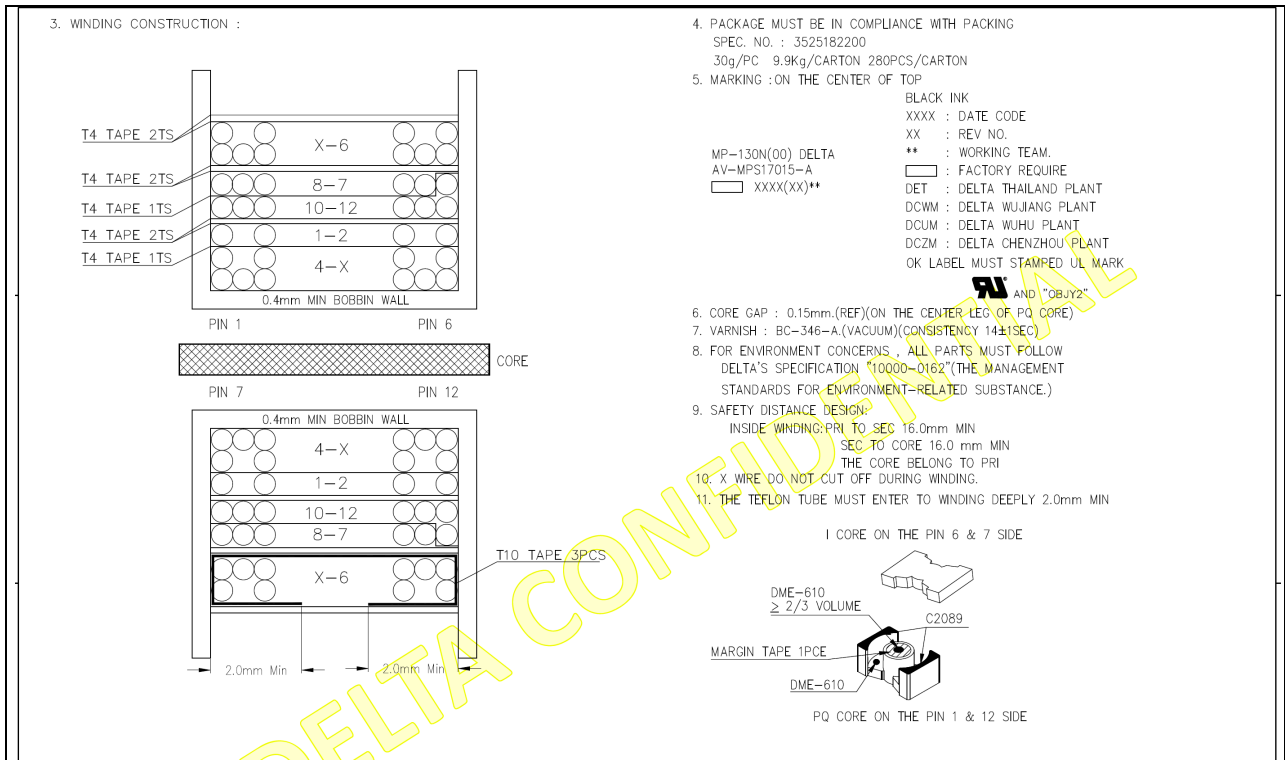 3. WINDING CONSTRUCTION :
T4 TAPE 2TS
T4 TAPE 2TS
T4 TAPE 1TS
T4 TAPE 2TS
T4 TAPE 1TS
X-6
8-7
10-12
1-2
4-X
0.4mm MIN BOBBIN WALL
PIN 1 PIN 6
CORE
PIN 7 PIN 12
0.4mm MIN BOBBIN WALL
4-X
1-2
10-12
8-7
X-6
T10 TAPE 3PCS
2.0mm Min 2.0mm Min
4. PACKAGE MUST BE IN COMPLIANCE WITH PACKING
SPEC. NO. : 3525182200
30g/PC 9.9Kg/CARTON 280PCS/CARTON
5. MARKING :ON THE CENTER OF TOP
MP-130N(00) DELTA
AV-MPS17015-A
XXXX(XX)**
BLACK INK
XXXX : DATE CODE
XX : REV NO.
** : WORKING TEAM.
: FACTORY REQUIRE
DET : DELTA THAILAND PLANT
DCWM : DELTA WUJIANG PLANT
DCUM : DELTA WUHU PLANT
DCZM : DELTA CHENZHOU PLANT
OK LABEL MUST STAMPED UL MARK
RU® AND "OBJY2"
6. CORE GAP : 0.15mm.(REF)(ON THE CENTER LEG OF PQ CORE)
7. VARNISH : BC-346-A.(VACUUM)(CONSISTENCY 14±1SEC)
8. FOR ENVIRONMENT CONCERNS , ALL PARTS MUST FOLLOW
DELTA'S SPECIFICATION "10000-0162"(THE MANAGEMENT
STANDARDS FOR ENVIRONMENT-RELATED SUBSTANCE.)
9. SAFETY DISTANCE DESIGN:
INSIDE WINDING:PRI TO SEC 16.0mm MIN
SEC TO CORE 16.0 mm MIN
THE CORE BELONG TO PRI
10. X WIRE DO NOT CUT OFF DURING WINDING.
11. THE TEFLON TUBE MUST ENTER TO WINDING DEEPLY 2.0mm MIN
I CORE ON THE PIN 6 & 7 SIDE
DME-610
≥ 2/3 VOLUME
C2089
MARGIN TAPE 1PCE
DME-610
PQ CORE ON THE PIN 1 & 12 SIDE
DELTA CONFIDENTIAL